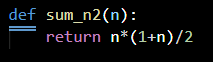 def sum_n2(n):
    return n*(1+n)/2